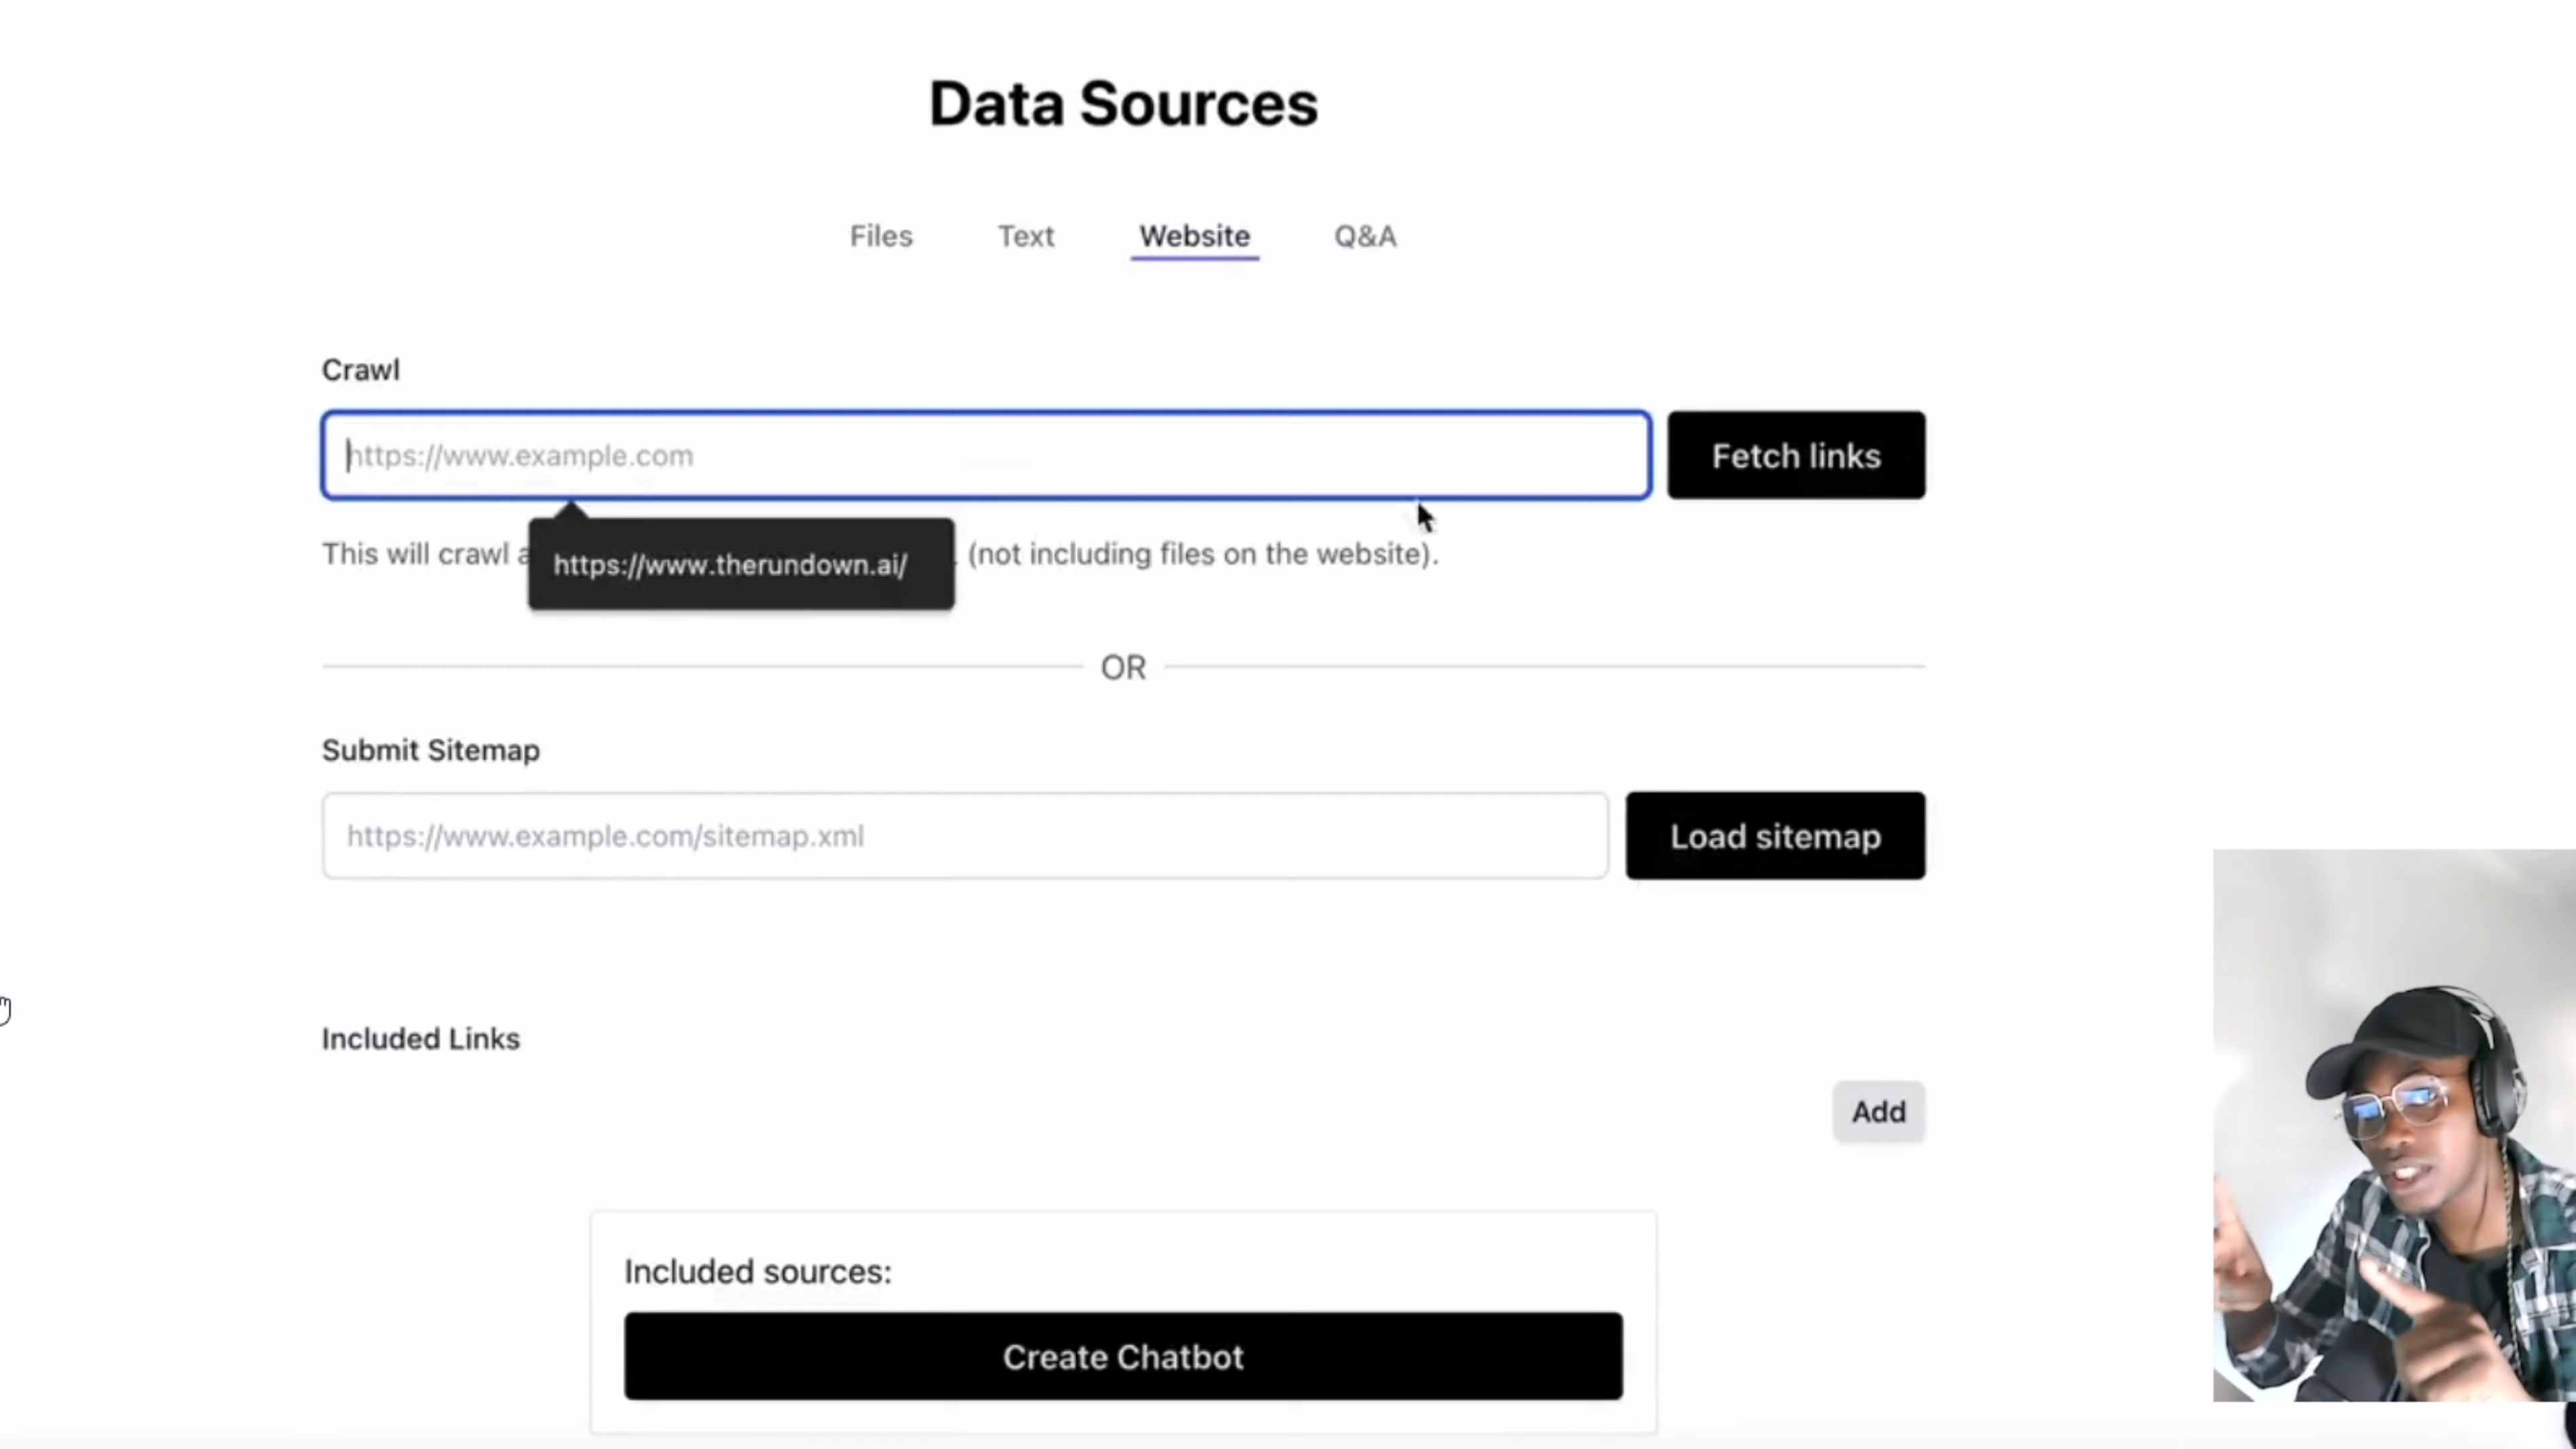 Data Sources
Files Text Website Q&A
Crawl
https://www.example.com
Fetch links
https://www.therundown.ai/
This will crawl (not including files on the website).
OR
Submit Sitemap
https://www.example.com/sitemap.xml
Load sitemap
Included Links
Add
Included sources:
Create Chatbot